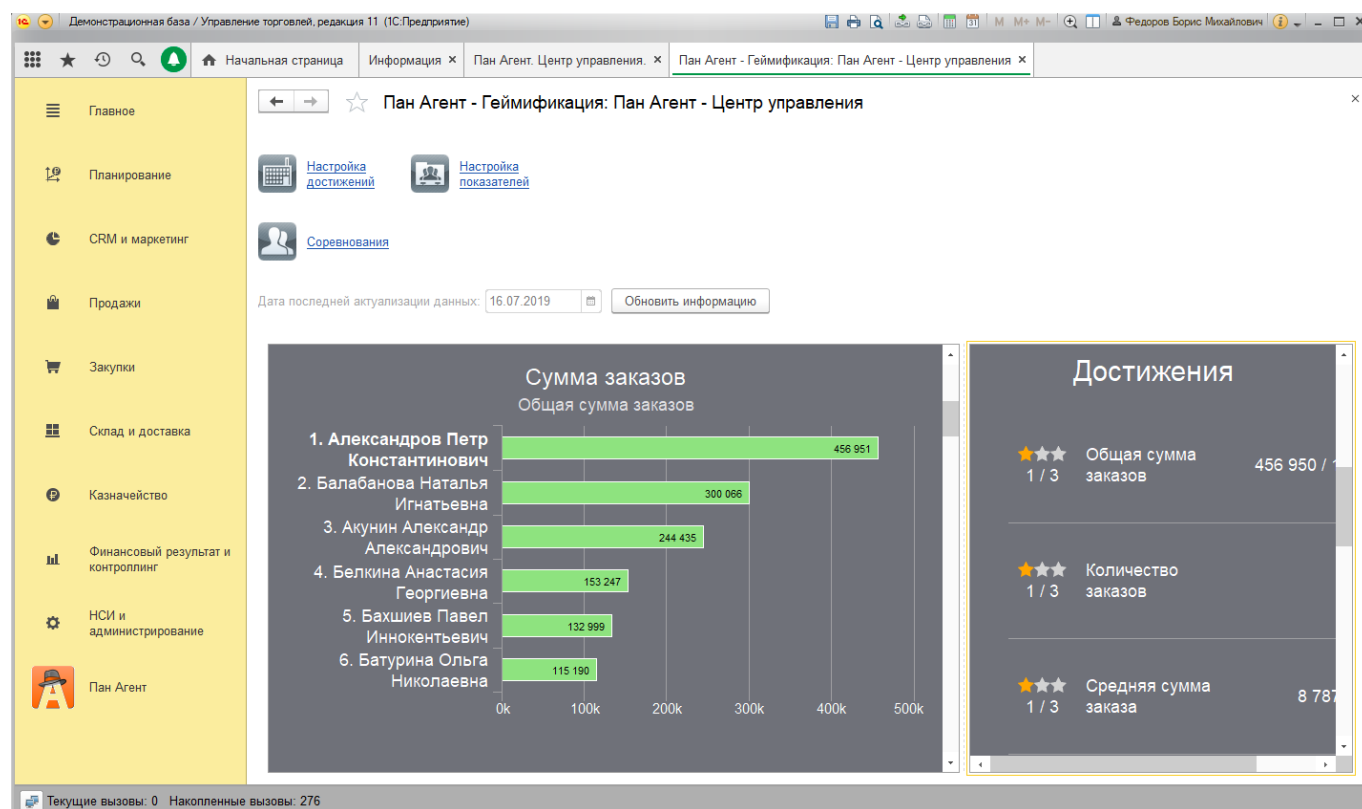 Демонстрационная база / Управление торговлей, редакция 11 (1С:Предприятие)
M M+ M-
Федоров Борис Михайлович
Начальная страница
Информация ×
Пан Агент. Центр управления. ×
Пан Агент - Геймификация: Пан Агент - Центр управления ×
Главное
Планирование
CRM и маркетинг
Продажи
Закупки
Склад и доставка
Казначейство
Финансовый результат и
контроллинг
НСИ и
администрирование
Пан Агент
Пан Агент - Геймификация: Пан Агент - Центр управления
Настройка
достижений
Настройка
показателей
Соревнования
Дата последней актуализации данных: 16.07.2019
Обновить информацию
Сумма заказов
Общая сумма заказов
1. Александров Петр
Константинович
456 951
2. Балабанова Наталья
Игнатьевна
300 066
3. Акунин Александр
Александрович
244 435
4. Белкина Анастасия
Георгиевна
153 247
5. Бахшиев Павел
Иннокентьевич
132 999
6. Батурина Ольга
Николаевна
115 190
0k 100k 200k 300k 400k 500k
Достижения
1 / 3
Общая сумма
заказов
456 950 /
1 / 3
Количество
заказов
1 / 3
Средняя сумма
заказа
8 787
Текущие вызовы: 0 Накопленные вызовы: 276